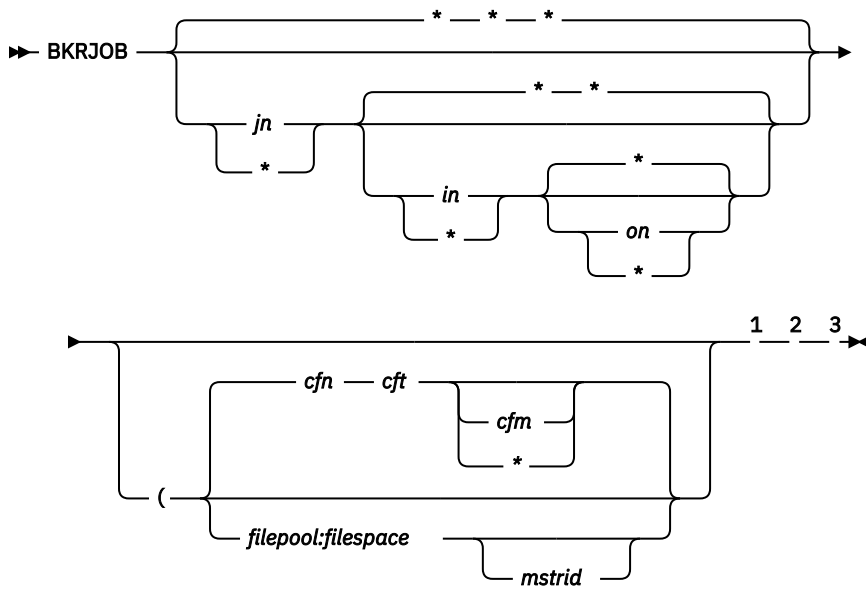 * * *
BKRJOB
* *
jn
*
*
in
*
on
*
1 2 3
cfn cft
cfm
*
(
filepool:filespace
mstrid